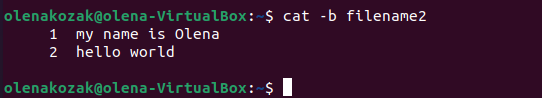 olenakozak@olena-VirtualBox:~$ cat -b filename2
     1  my name is Olena
     2  hello world

olenakozak@olena-VirtualBox:~$